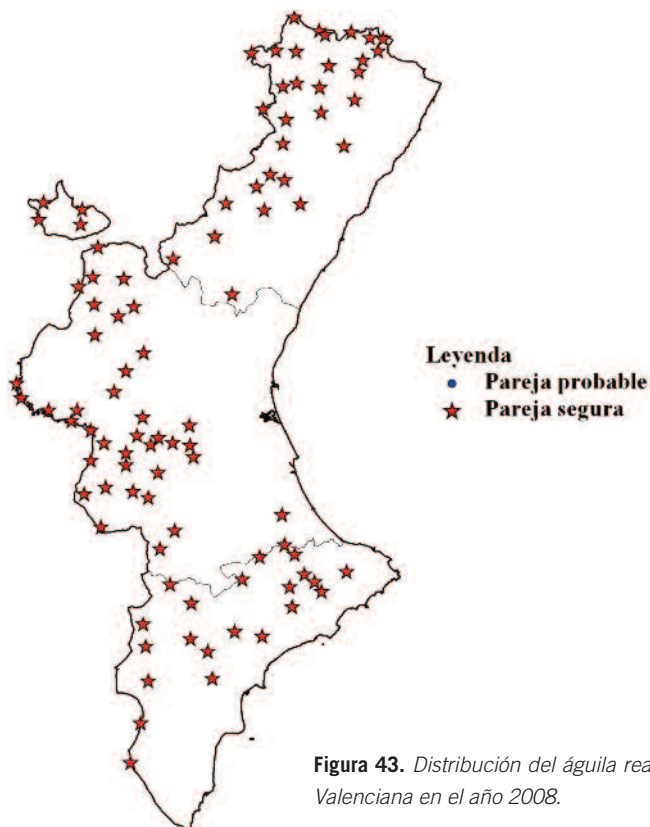 Leyenda
Pareja probable
Pareja segura
Figura 43. Distribución del águila rea
Valenciana en el año 2008.